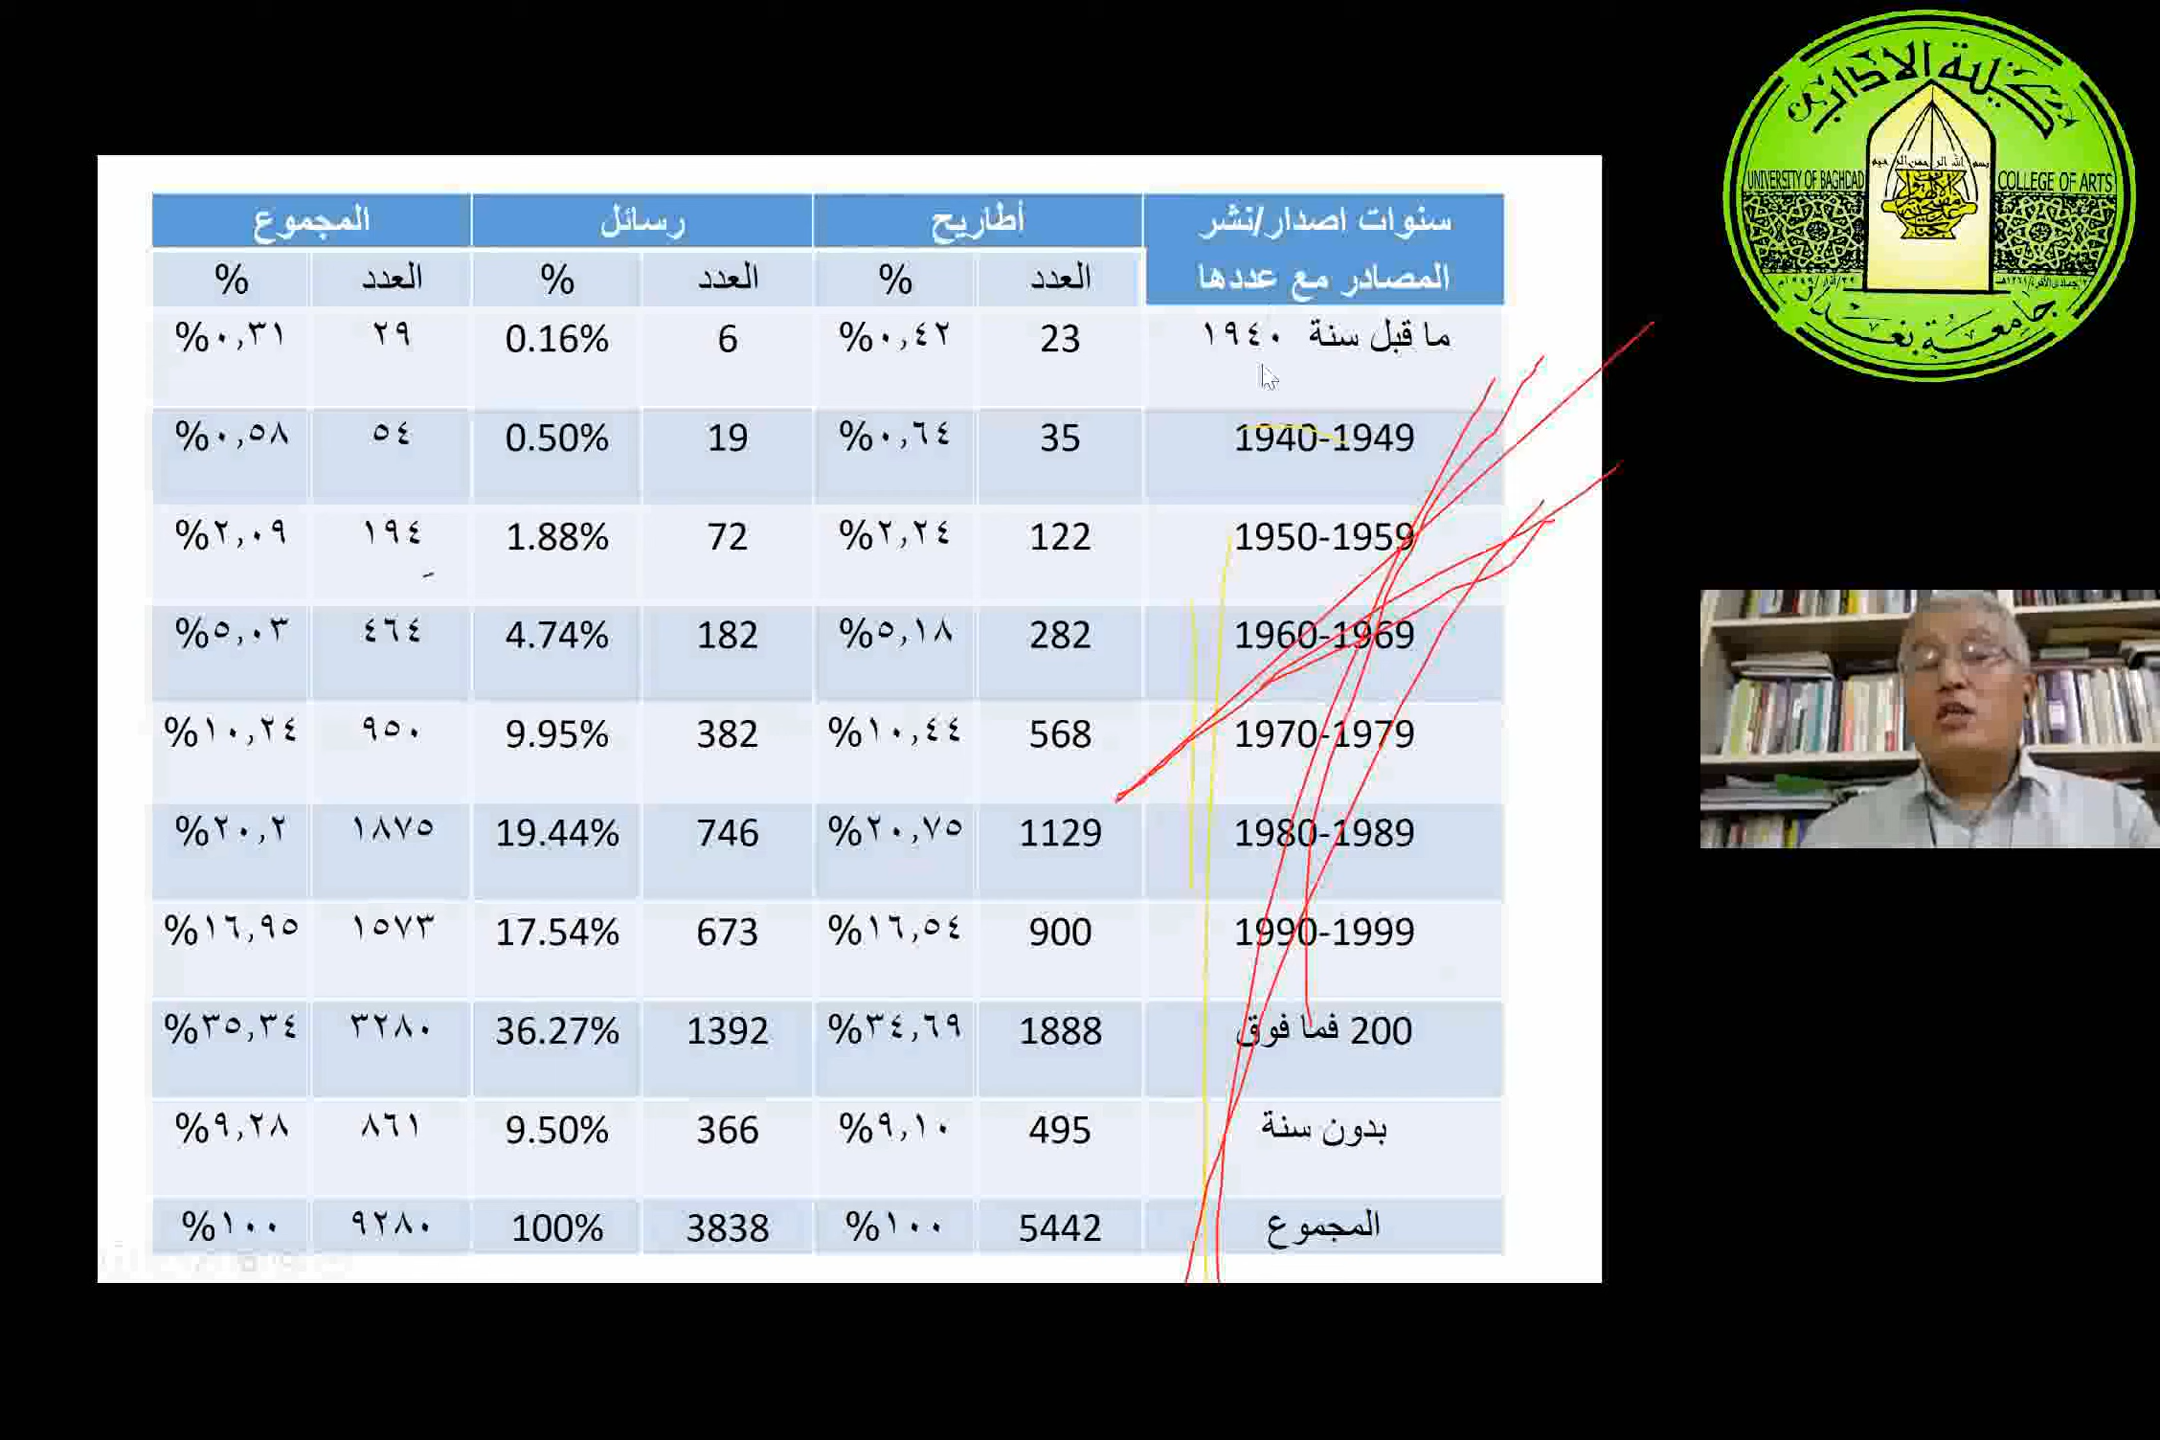 سنوات اصدار/نشر المصادر مع عددها أطاريح رسائل المجموع
العدد % العدد % العدد %
ما قبل سنة ١٩٤٠ 23 ٠,٤٢% 6 0.16% ٢٩ ٠,٣١%
1940-1949 35 ٠,٦٤% 19 0.50% ٥٤ ٠,٥٨%
1950-1959 122 ٢,٢٤% 72 1.88% ١٩٤ ٢,٠٩%
1960-1969 282 ٥,١٨% 182 4.74% ٤٦٤ ٥,٠٣%
1970-1979 568 ١٠,٤٤% 382 9.95% ٩٥٠ ١٠,٢٤%
1980-1989 1129 ٢٠,٧٥% 746 19.44% ١٨٧٥ ٢٠,٢%
1990-1999 900 ١٦,٥٤% 673 17.54% ١٥٧٣ ١٦,٩٥%
200 فما فوق 1888 ٣٤,٦٩% 1392 36.27% ٣٢٨٠ ٣٥,٣٤%
بدون سنة 495 ٩,١٠% 366 9.50% ٨٦١ ٩,٢٨%
المجموع 5442 ١٠٠% 3838 100% ٩٢٨٠ ١٠٠%
كلية الاداب
بسم الله الرحمن الرحيم
UNIVERSITY OF BAGHDAD COLLEGE OF ARTS
جامعة بغداد